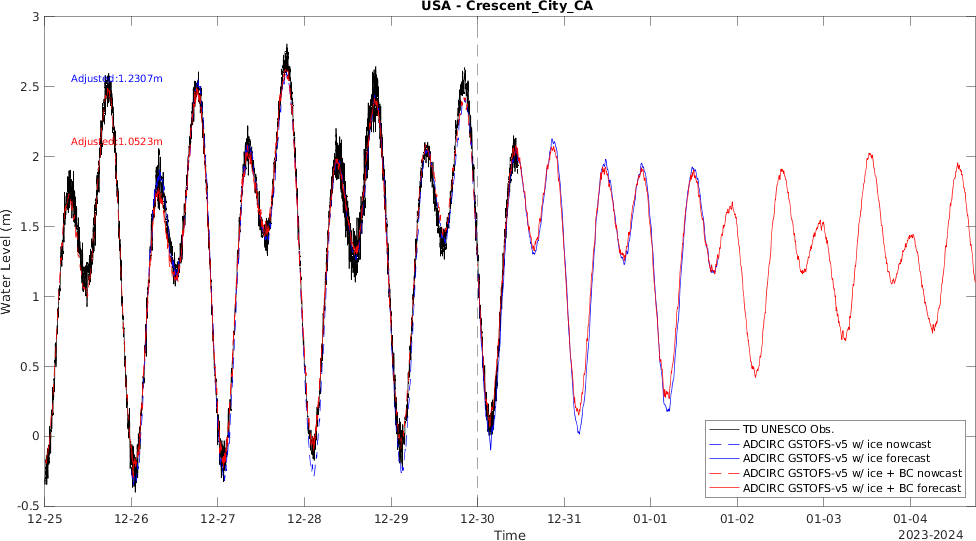 USA - Crescent_City_CA
3
2.5
2
1.5
1
0.5
0
-0.5
Water Level (m)
Adjusted:1.2307m
Adjusted:1.0523m
TD UNESCO Obs.
ADCIRC GSTOFS-v5 w/ ice nowcast
ADCIRC GSTOFS-v5 w/ ice forecast
ADCIRC GSTOFS-v5 w/ ice + BC nowcast
ADCIRC GSTOFS-v5 w/ ice + BC forecast
12-25 12-26 12-27 12-28 12-29 12-30 12-31 01-01 01-02 01-03 01-04
Time
2023-2024